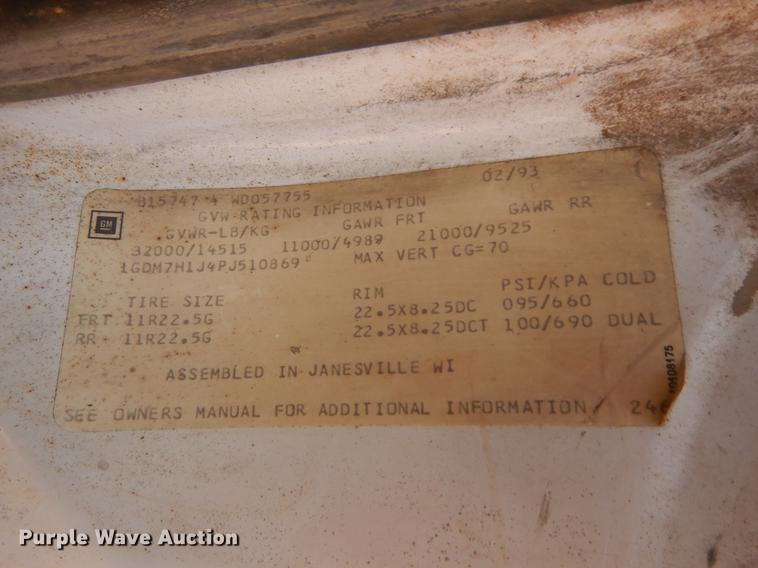 815747 4 WD057755 02/93
GM
GVW-RATING INFORMATION
GVWR-LB/KG GAWR FRT GAWR RR
32000/14515 11000/4989 21000/9525
1GDM7H1J4PJ510869 MAX VERT CG=70
TIRE SIZE RIM PSI/KPA COLD
FRT 11R22.5G 22.5X8.25DC 095/660
RR 11R22.5G 22.5X8.25DCT 100/690 DUAL
ASSEMBLED IN JANESVILLE WI
SEE OWNERS MANUAL FOR ADDITIONAL INFORMATION
Purple Wave Auction